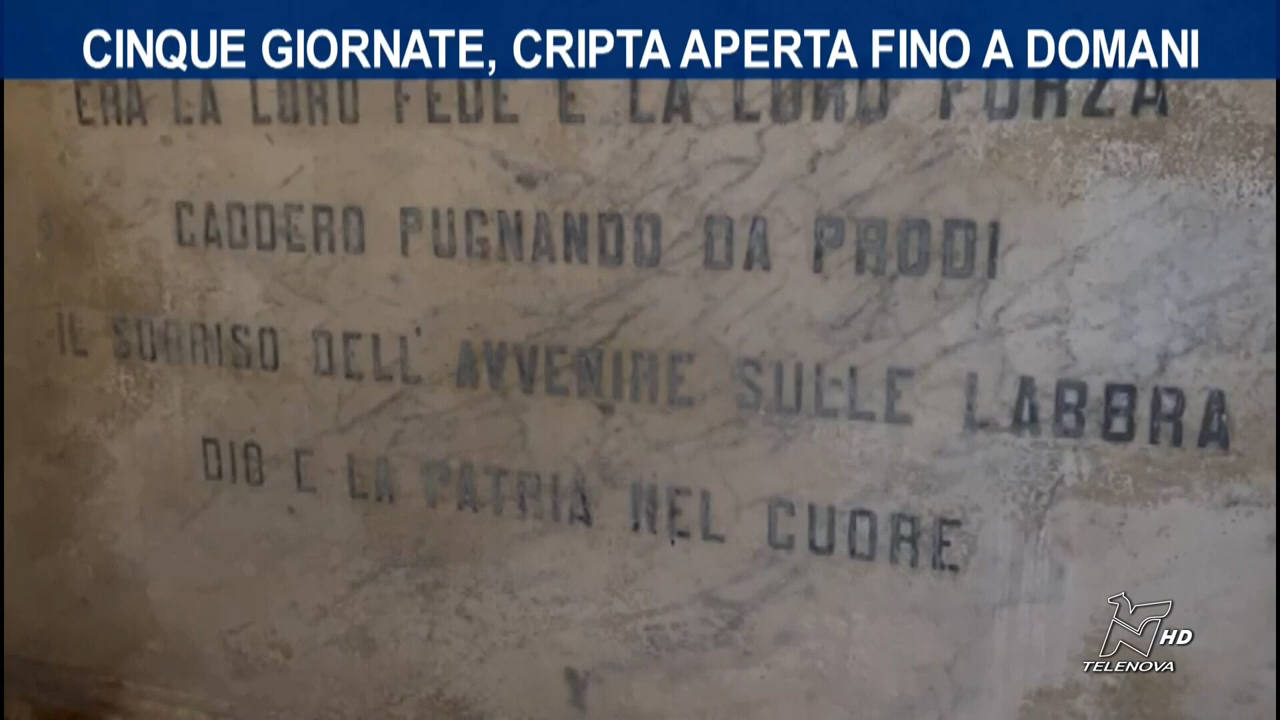 CINQUE GIORNATE, CRIPTA APERTA FINO A DOMANI
ERA LA LORO FEDE E LA LORO FORZA
CADDERO PUGNANDO DA PRODI
IL SORRISO DELL' AVVENIRE SULLE LABBRA
DIO E LA PATRIA NEL CUORE
HD
TELENOVA